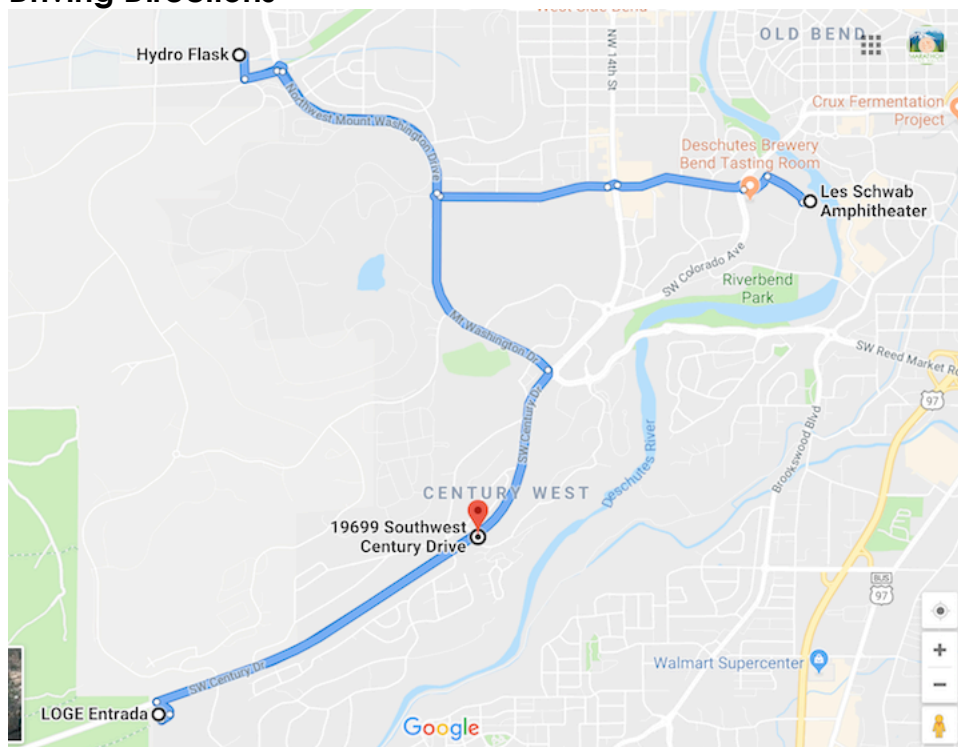 Driving Directions
West Side Bend
OLD BEND
Hydro Flask
NW 14th St
Northwest Mount Washington Drive
Crux Fermentation
Project
Deschutes Brewery
Bend Tasting Room
Les Schwab
Amphitheater
SW Colorado Ave
Riverbend
Park
Mt Washington Dr
SW Reed Market Rd
97
SW Century Dr
Brookswood Blvd
Deschutes River
CENTURY WEST
19699 Southwest
Century Drive
BUS
97
Walmart Supercenter
SW Century Dr
LOGE Entrada
Google